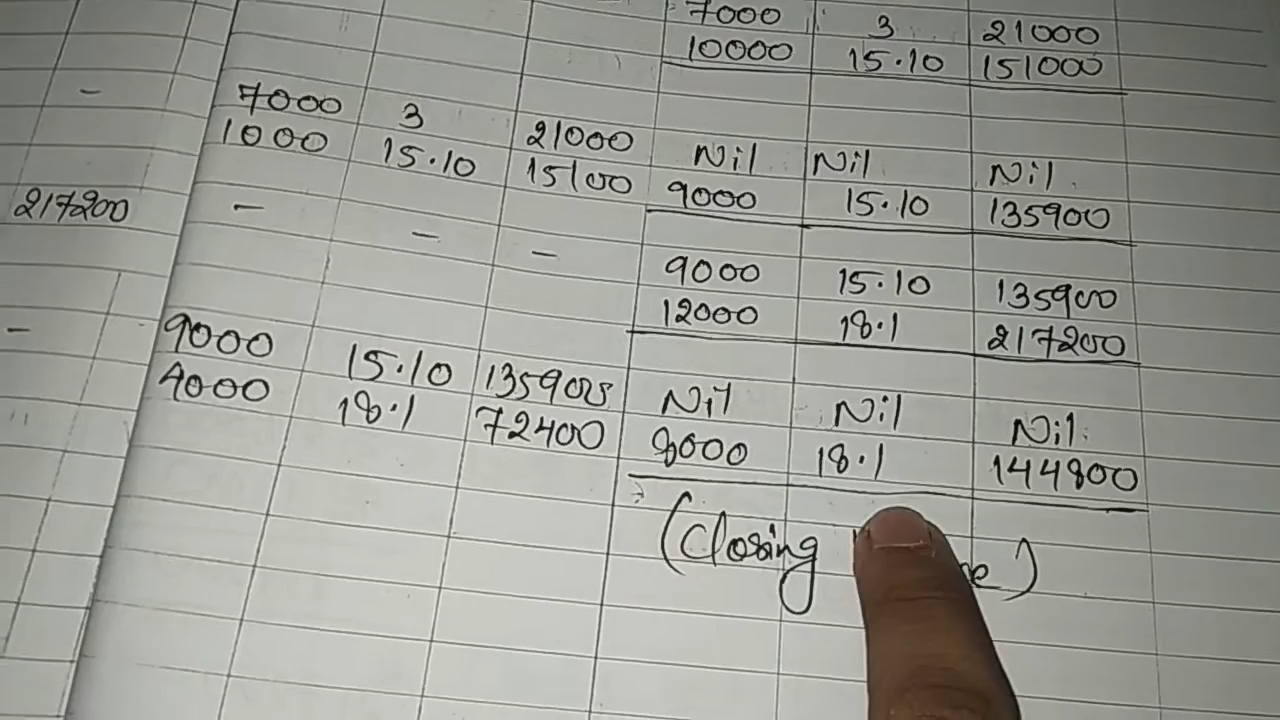 7000 3 21000
10000 15.10 151000
- 7000 3 21000 Nil Nil Nil
1000 15.10 15100 9000 15.10 135900
217200 - - - 9000 15.10 135900
12000 18.1 217200
- 9000 15.10 135900 Nil Nil Nil
4000 18.1 72400 8000 18.1 144800
(Closing